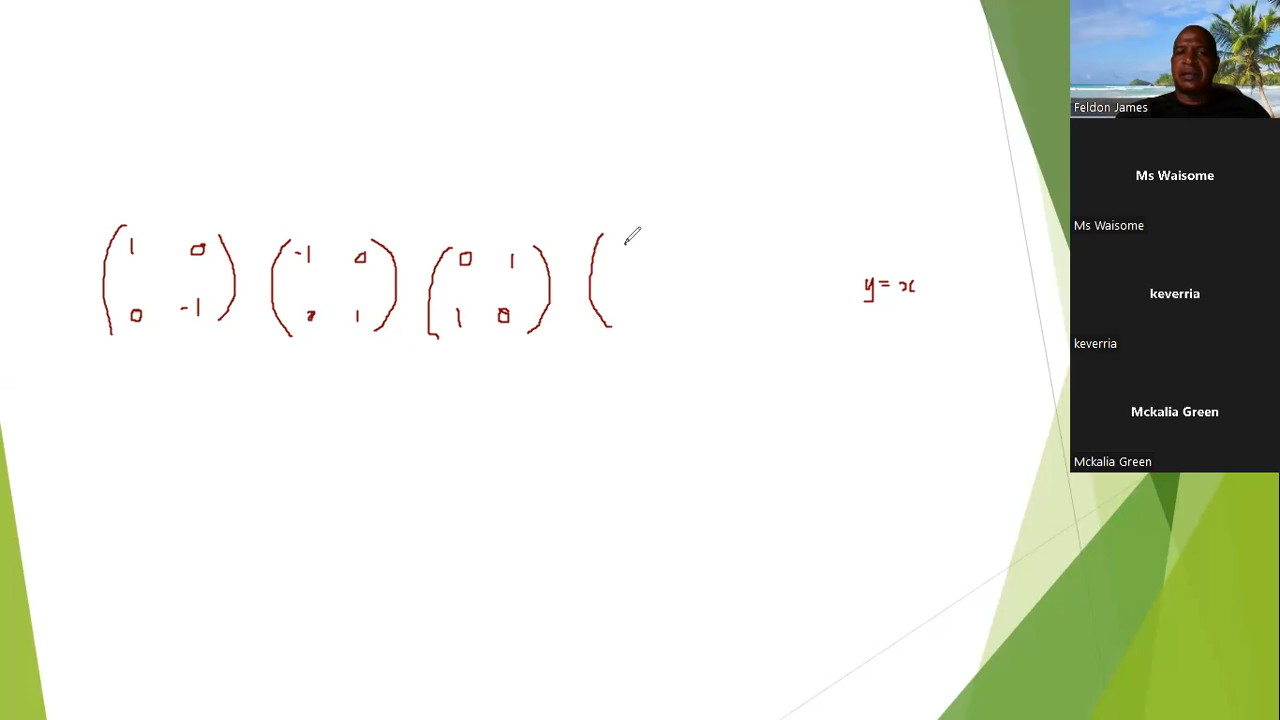 ( 1 0 ) ( -1 0 ) ( 0 1 ) (
( 0 -1 ) ( 0 1 ) ( 1 0 )
y = x
Feldon James
Ms Waisome
Ms Waisome
keverria
keverria
Mckalia Green
Mckalia Green